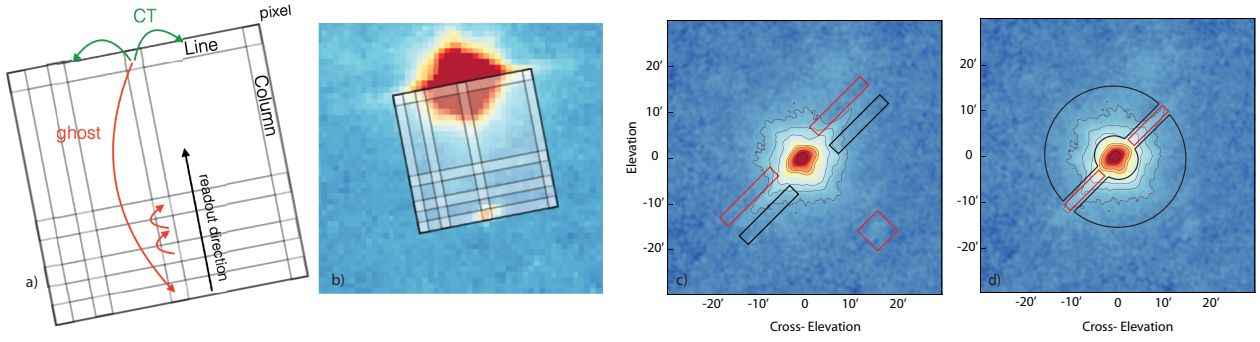 CT
pixel
Line
Column
ghost
readout direction
a)
b)
Elevation
20′
10′
0
-10′
-20′
c)
-20′
-10′
0
10′
20′
Cross- Elevation
20′
10′
0
-10′
-20′
d)
-20′
-10′
0
10′
20′
Cross- Elevation